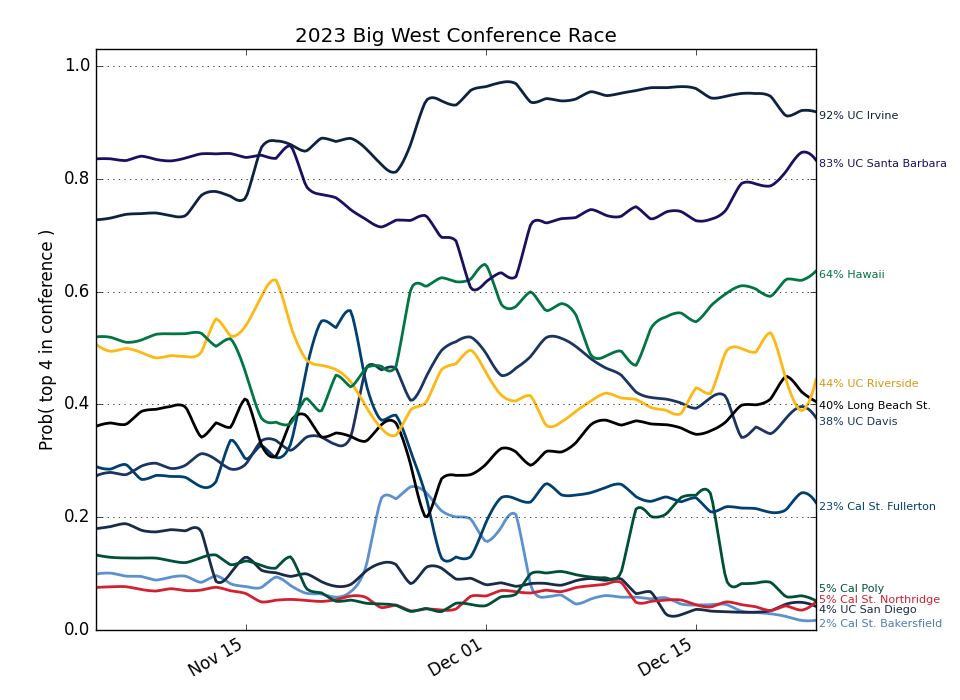 2023 Big West Conference Race
Prob( top 4 in conference )
1.0
0.8
0.6
0.4
0.2
0.0
Nov 15
Dec 01
Dec 15
92% UC Irvine
83% UC Santa Barbara
64% Hawaii
44% UC Riverside
40% Long Beach St.
38% UC Davis
23% Cal St. Fullerton
5% Cal Poly
5% Cal St. Northridge
4% UC San Diego
2% Cal St. Bakersfield